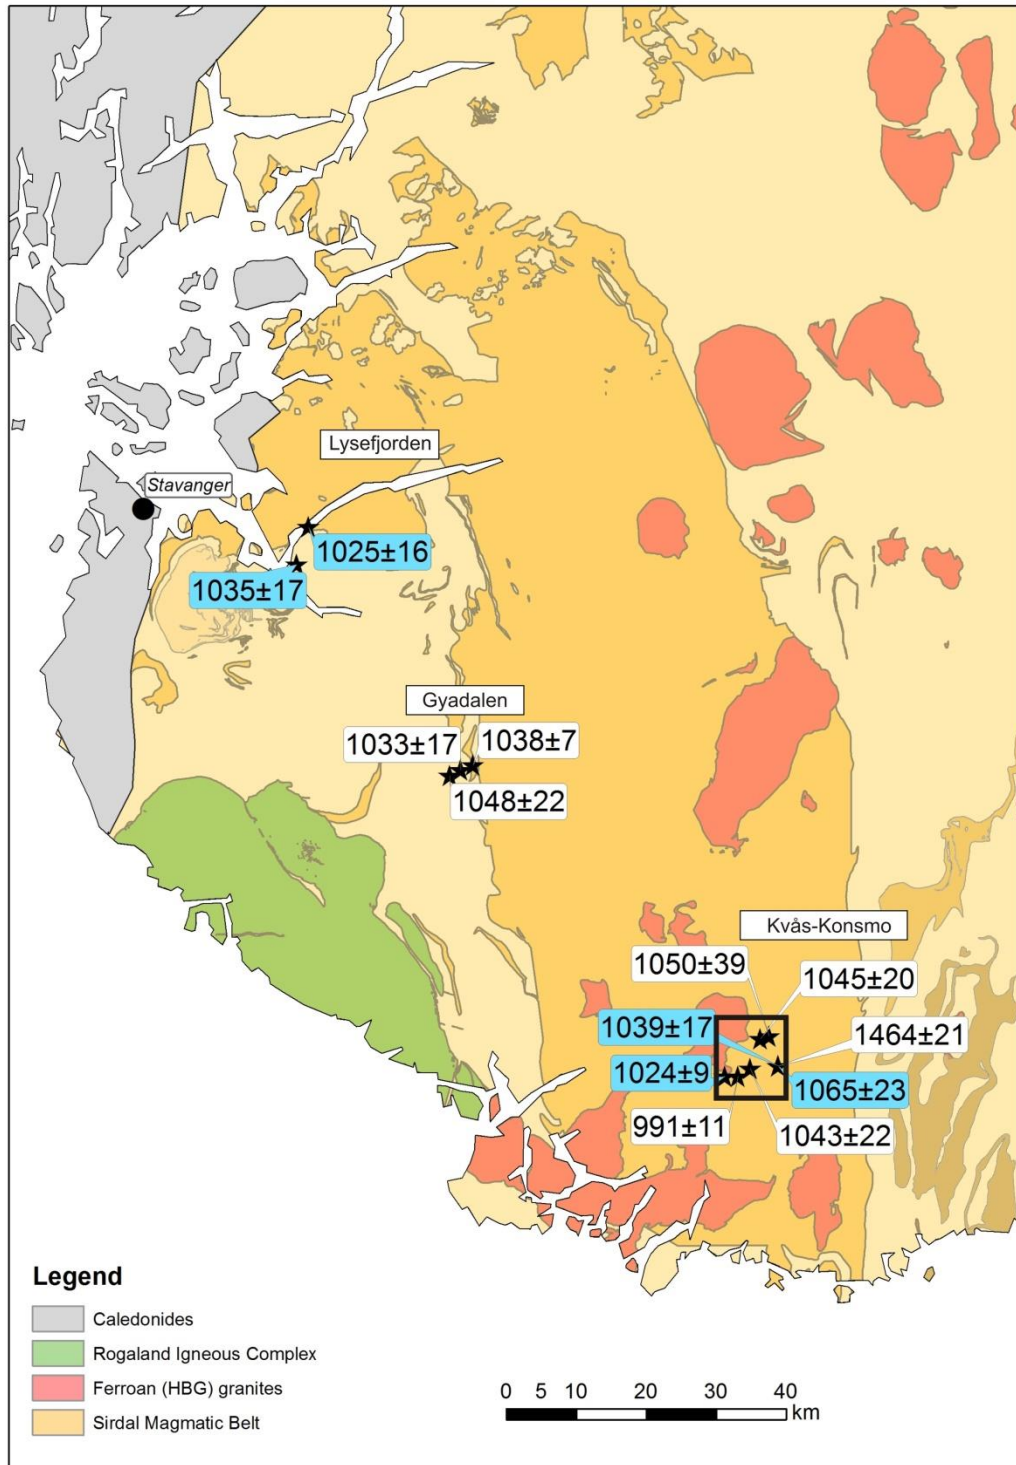 Lysefjorden
Stavanger
1025±16
1035±17
Gyadalen
1033±17
1038±7
1048±22
Kvås-Konsmo
1050±39
1045±20
1039±17
1464±21
1024±9
1065±23
991±11
1043±22
Legend
Caledonides
Rogaland Igneous Complex
Ferroan (HBG) granites
Sirdal Magmatic Belt
0 5 10 20 30 40
km